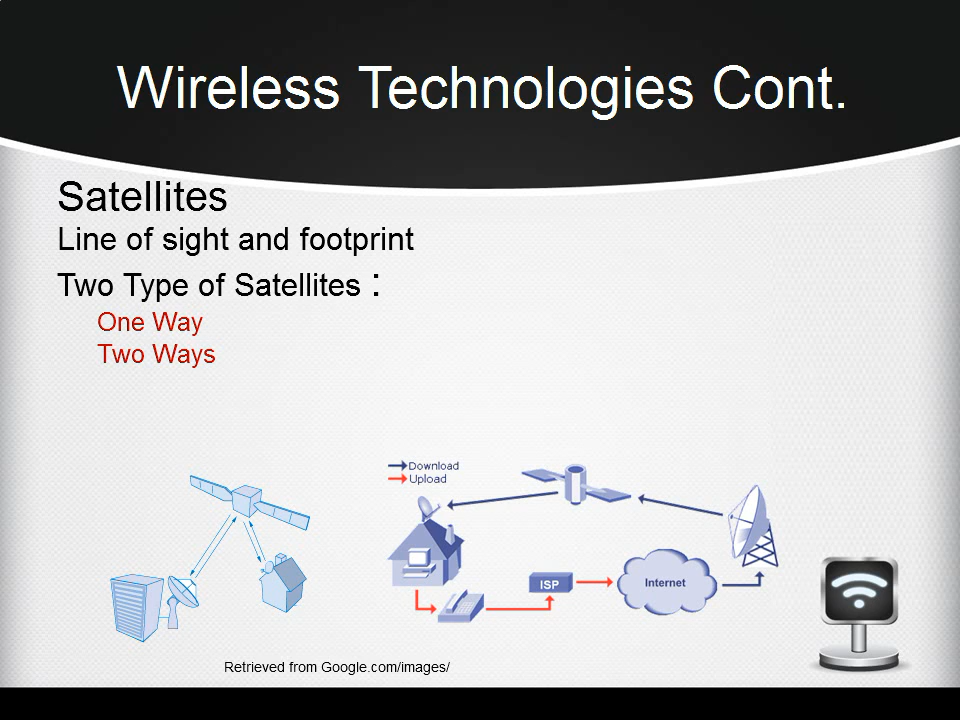 Wireless Technologies Cont.
Satellites
Line of sight and footprint
Two Type of Satellites :
One Way
Two Ways
Download
Upload
ISP
Internet
Retrieved from Google.com/images/